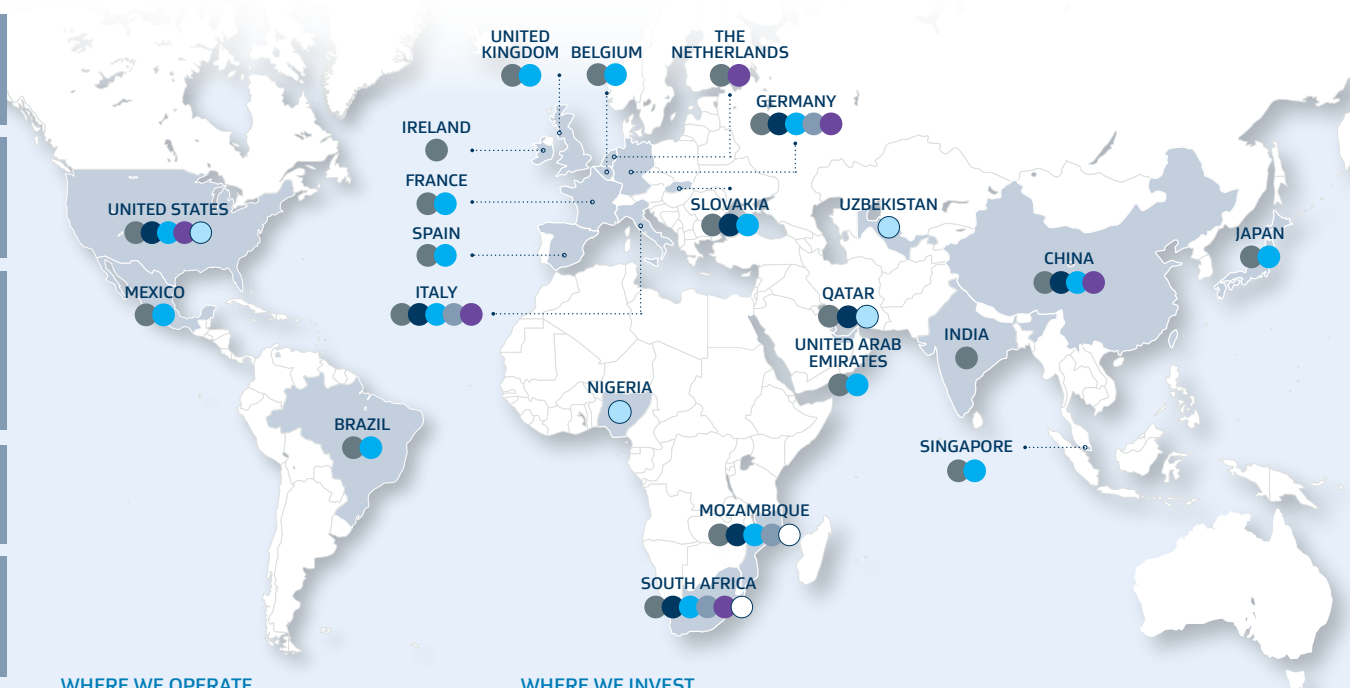 UNITED
KINGDOM
BELGIUM
THE
NETHERLANDS
GERMANY
IRELAND
FRANCE
SPAIN
ITALY
SLOVAKIA
UZBEKISTAN
UNITED STATES
MEXICO
JAPAN
CHINA
QATAR
INDIA
UNITED ARAB
EMIRATES
NIGERIA
BRAZIL
SINGAPORE
MOZAMBIQUE
SOUTH AFRICA
WHERE WE OPERATE
WHERE WE INVEST